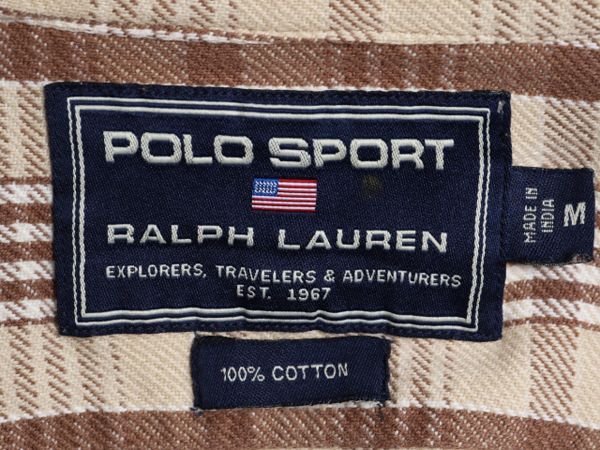 POLO SPORT
RALPH LAUREN
EXPLORERS, TRAVELERS & ADVENTURERS
EST. 1967
MADE IN
INDIA
M
100% COTTON